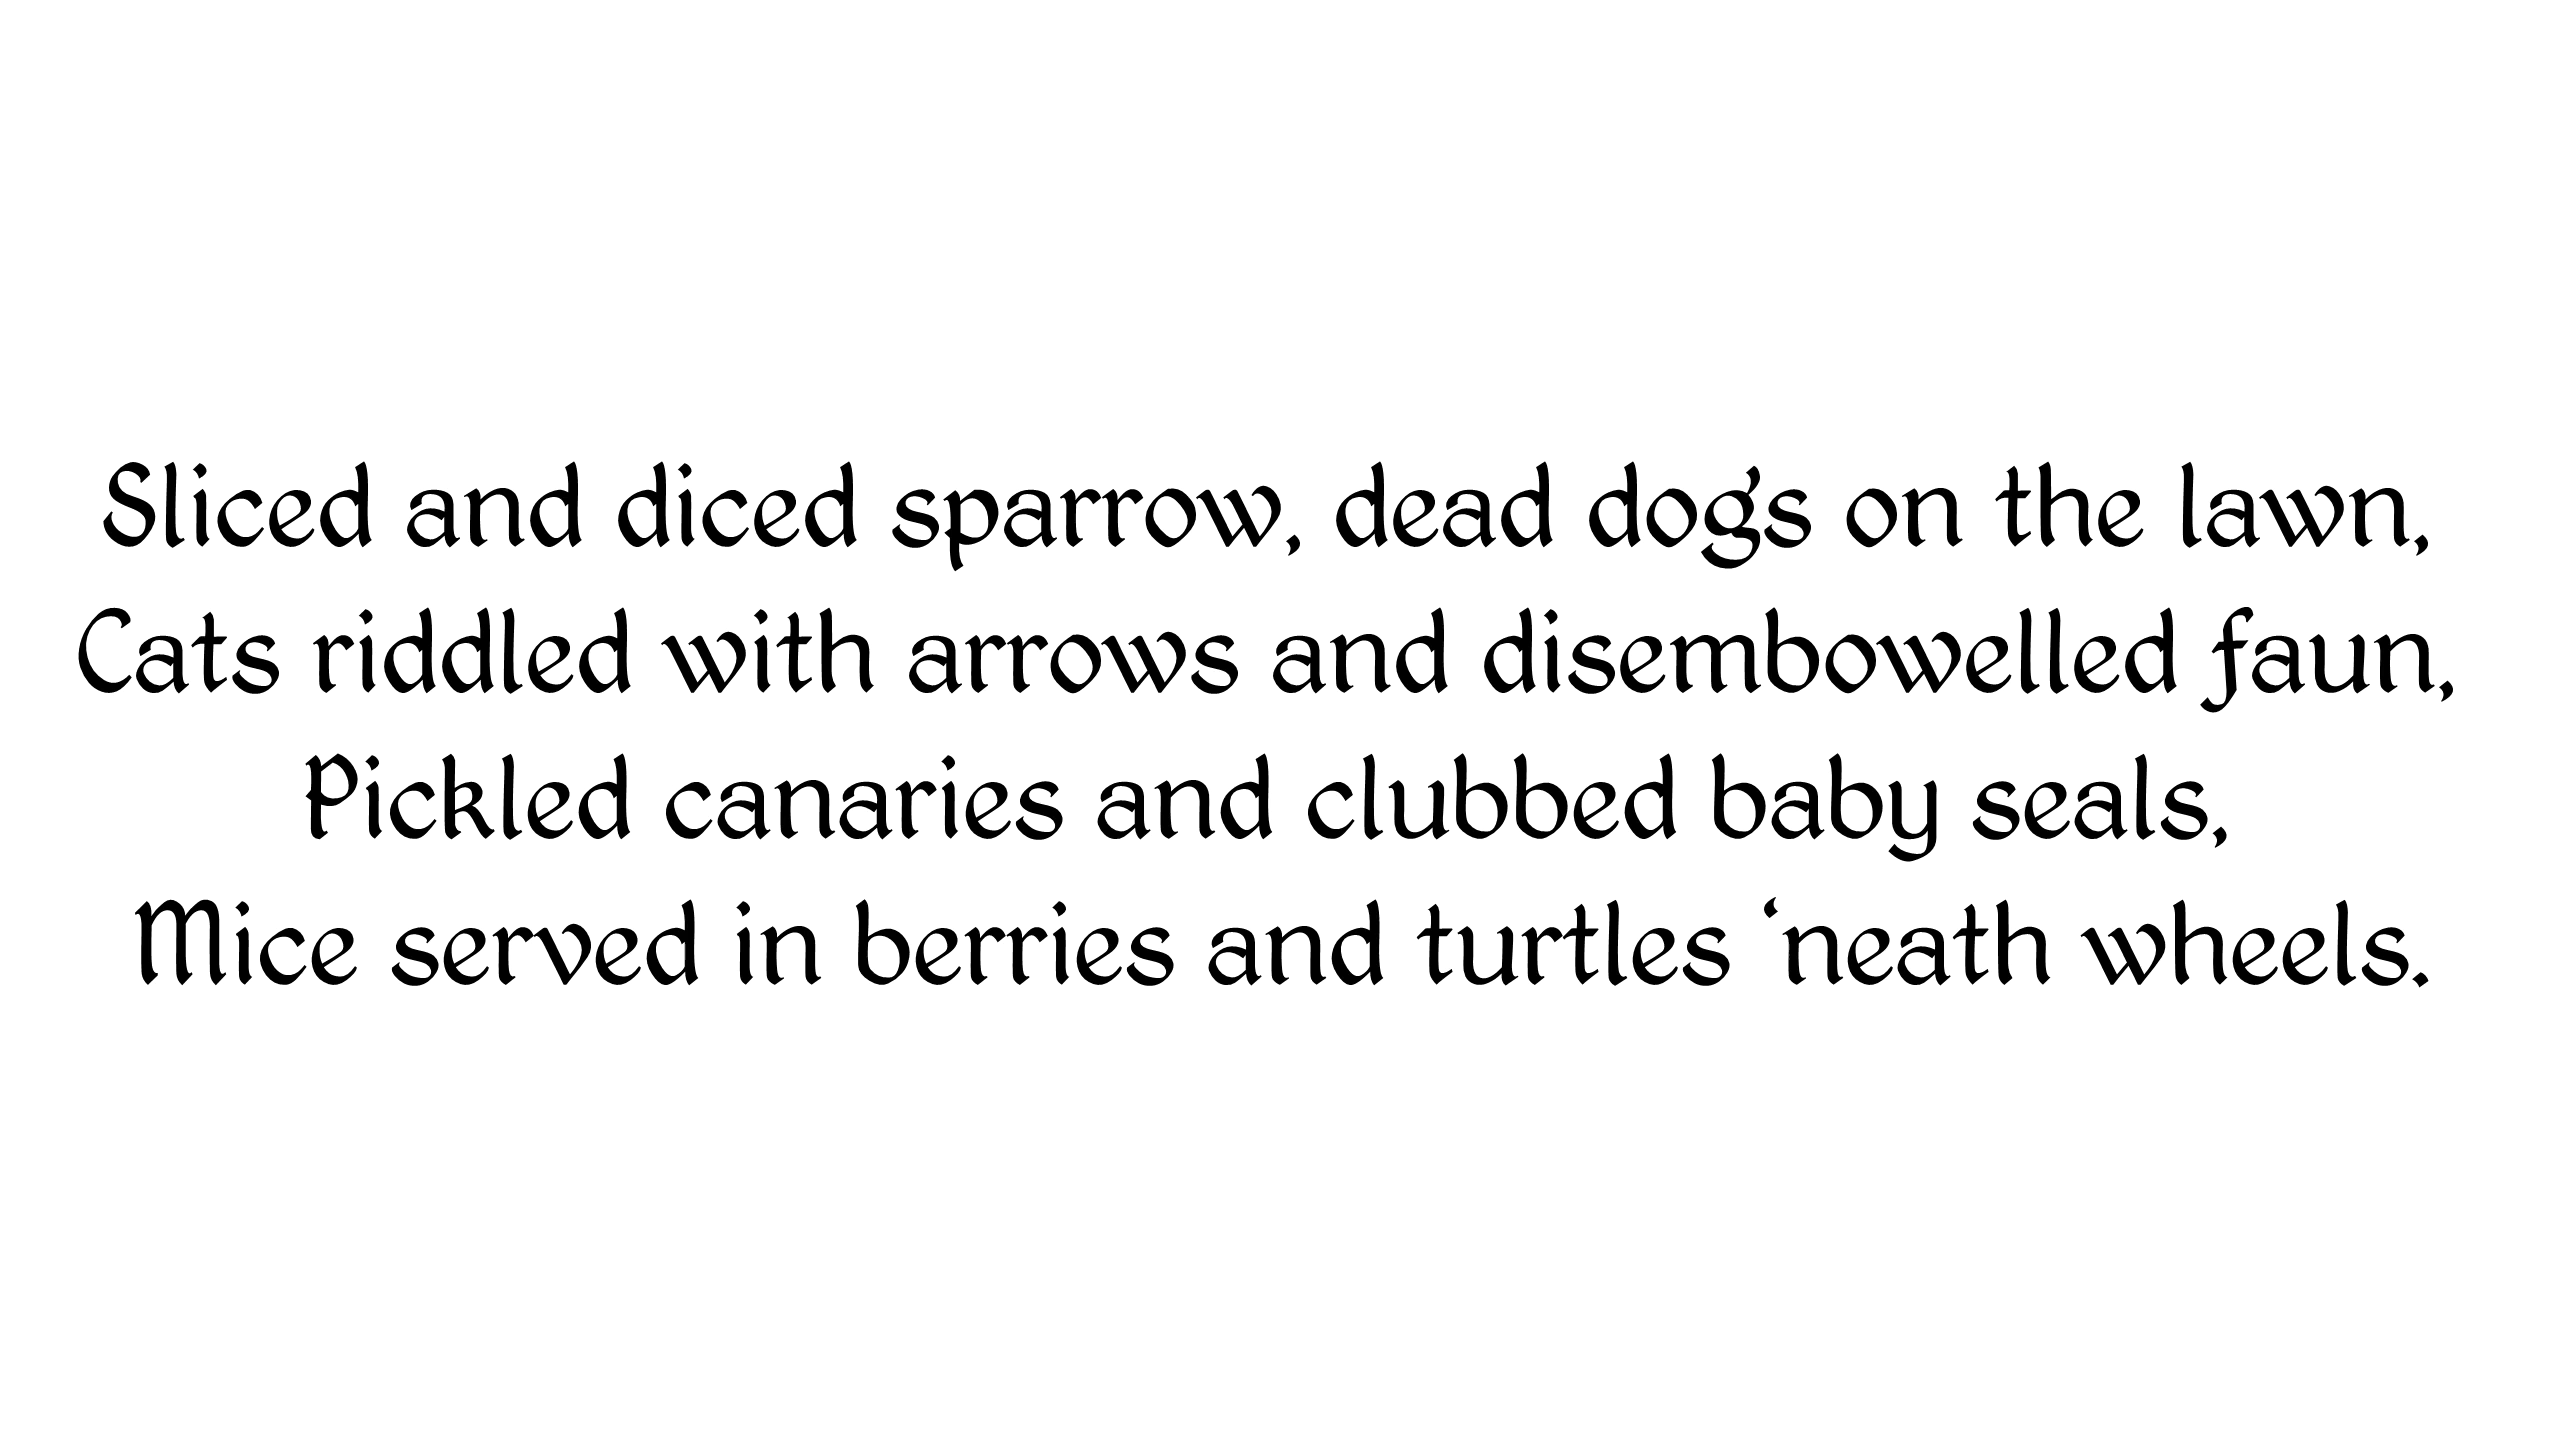 Sliced and diced sparrow, dead dogs on the lawn,
Cats riddled with arrows and disembowelled faun,
Pickled canaries and clubbed baby seals,
Mice served in berries and turtles ‘neath wheels.